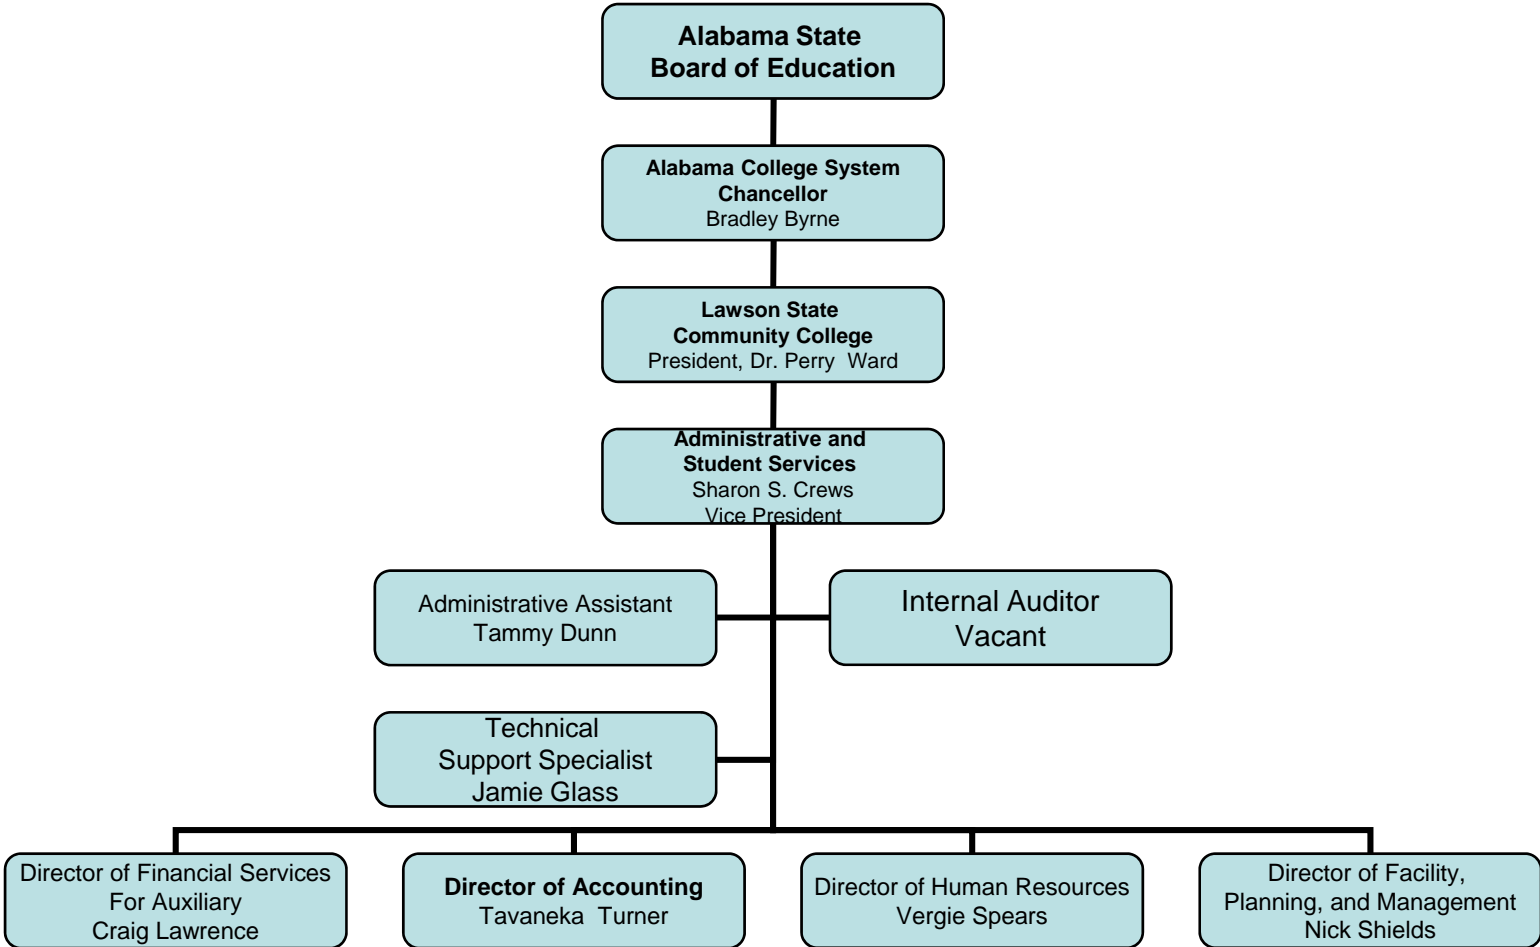 Alabama State
Board of Education
Alabama College System
Chancellor
Bradley Byrne
Lawson State
Community College
President, Dr. Perry  Ward
Administrative and
Student Services
Sharon S. Crews
Vice President
Administrative Assistant
Tammy Dunn
Internal Auditor
Vacant
Technical
Support Specialist
Jamie Glass
Director of Financial Services
For Auxiliary
Craig Lawrence
Director of Accounting
Tavaneka  Turner
Director of Human Resources
Vergie Spears
Director of Facility,
Planning, and Management
Nick Shields